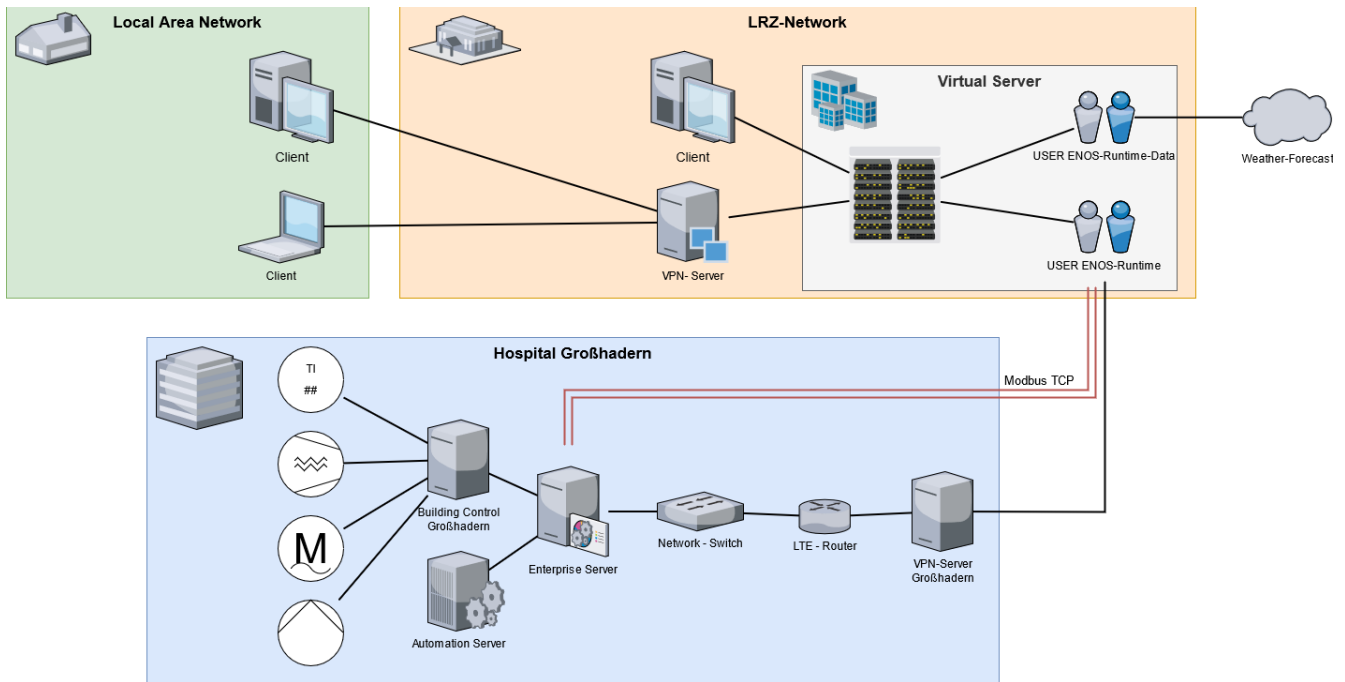 Local Area Network
LRZ-Network
Virtual Server
Client
Client
USER ENOS-Runtime-Data
Weather-Forecast
Client
VPN- Server
USER ENOS-Runtime
Hospital Großhadern
TI
##
Modbus TCP
M
Building Control
Großhadern
Enterprise Server
Network - Switch
LTE - Router
VPN-Server
Großhadern
Automation Server